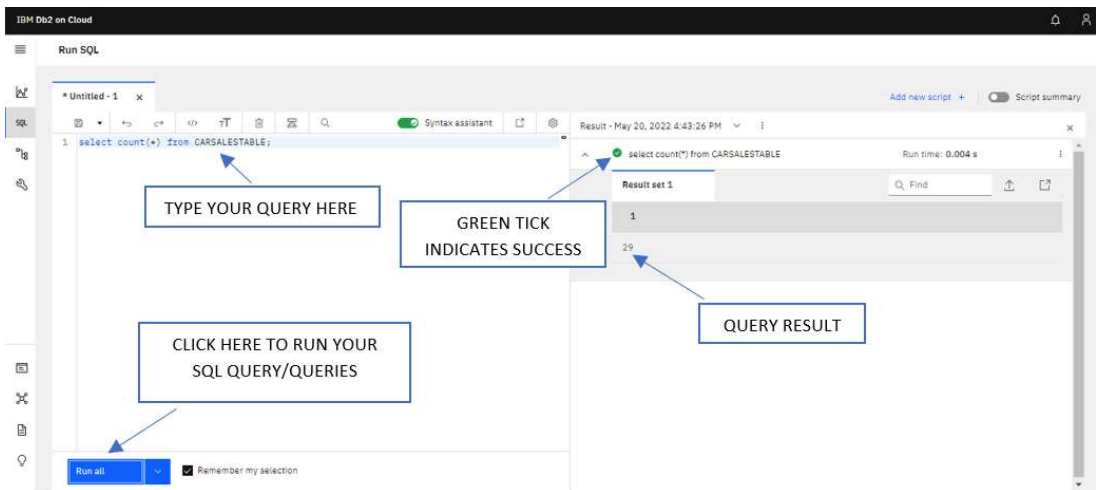 IBM Db2 on Cloud
Run SQL
* Untitled - 1 x
Add new script +
Script summary
SQL
Syntax assistant
Result - May 20, 2022 4:43:26 PM
1 select count(*) from CARSALESTABLE;
select count(*) from CARSALESTABLE
Run time: 0.004 s
Result set 1
Find
1
29
TYPE YOUR QUERY HERE
GREEN TICK
INDICATES SUCCESS
QUERY RESULT
CLICK HERE TO RUN YOUR
SQL QUERY/QUERIES
Run all
Remember my selection